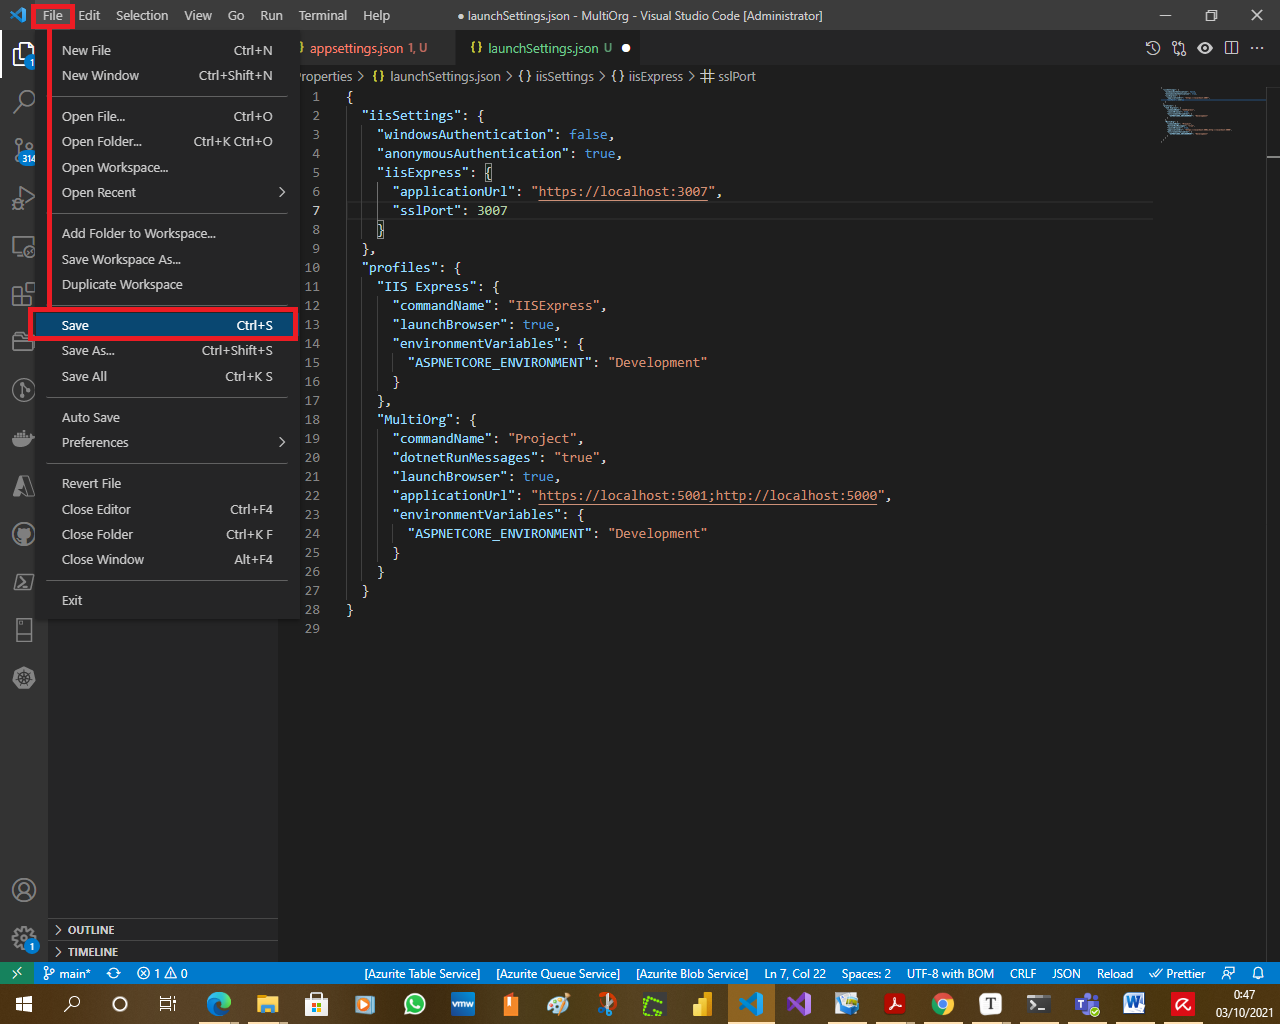 File Edit Selection View Go Run Terminal Help
● launchSettings.json - MultiOrg - Visual Studio Code [Administrator]
New File Ctrl+N
New Window Ctrl+Shift+N
Open File... Ctrl+O
Open Folder... Ctrl+K Ctrl+O
Open Workspace...
Open Recent
Add Folder to Workspace...
Save Workspace As...
Duplicate Workspace
Save Ctrl+S
Save As... Ctrl+Shift+S
Save All Ctrl+K S
Auto Save
Preferences
Revert File
Close Editor Ctrl+F4
Close Folder Ctrl+K F
Close Window Alt+F4
Exit
1
314
1
OUTLINE
TIMELINE
appsettings.json 1, U
{} launchSettings.json U ●
roperties > {} launchSettings.json > {} iisSettings > {} iisExpress > sslPort
1 {
2 "iisSettings": {
3 "windowsAuthentication": false,
4 "anonymousAuthentication": true,
5 "iisExpress": {
6 "applicationUrl": "https://localhost:3007",
7 "sslPort": 3007
8 }
9 },
10 "profiles": {
11 "IIS Express": {
12 "commandName": "IISExpress",
13 "launchBrowser": true,
14 "environmentVariables": {
15 "ASPNETCORE_ENVIRONMENT": "Development"
16 }
17 },
18 "MultiOrg": {
19 "commandName": "Project",
20 "dotnetRunMessages": "true",
21 "launchBrowser": true,
22 "applicationUrl": "https://localhost:5001;http://localhost:5000",
23 "environmentVariables": {
24 "ASPNETCORE_ENVIRONMENT": "Development"
25 }
26 }
27 }
28 }
29
main* 1 0 [Azurite Table Service] [Azurite Queue Service] [Azurite Blob Service] Ln 7, Col 22 Spaces: 2 UTF-8 with BOM CRLF JSON Reload Prettier
vmw
T
0:47
03/10/2021